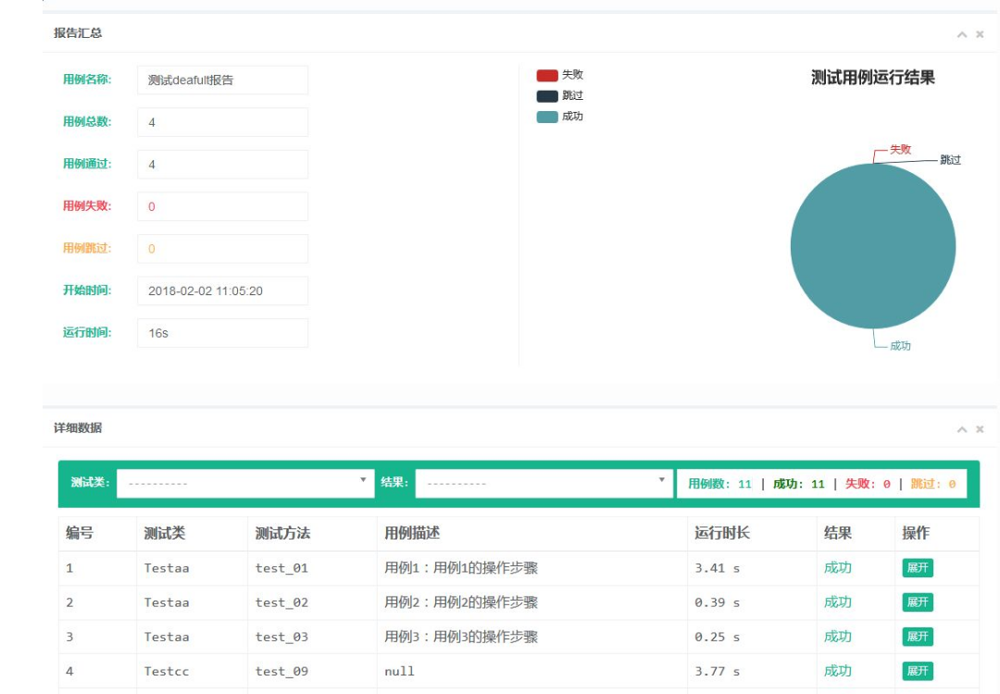 报告汇总
用例名称: 测试deafult报告
用例总数: 4
用例通过: 4
用例失败: 0
用例跳过: 0
开始时间: 2018-02-02 11:05:20
运行时间: 16s
失败
跳过
成功
测试用例运行结果
失败
跳过
成功
详细数据
测试类: ---------- 结果: ---------- 用例数: 11 | 成功: 11 | 失败: 0 | 跳过: 0
编号 测试类 测试方法 用例描述 运行时长 结果 操作
1 Testaa test_01 用例1：用例1的操作步骤 3.41 s 成功 展开
2 Testaa test_02 用例2：用例2的操作步骤 0.39 s 成功 展开
3 Testaa test_03 用例3：用例3的操作步骤 0.25 s 成功 展开
4 Testcc test_09 null 3.77 s 成功 展开